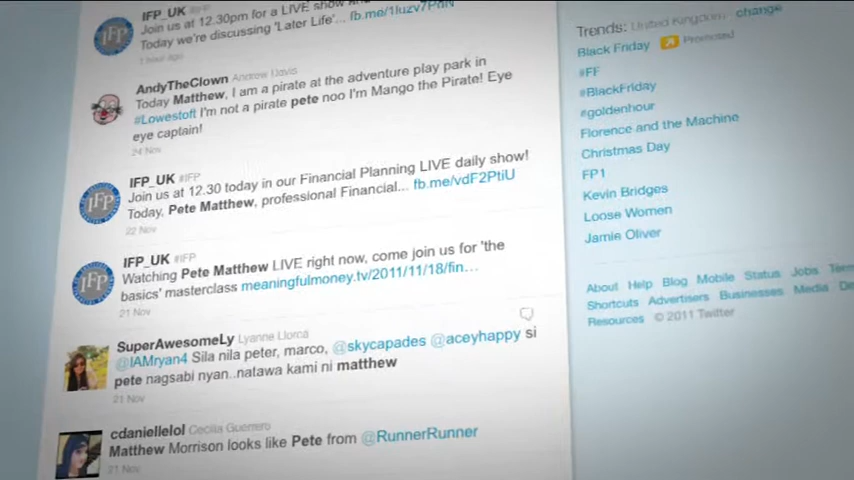 IFP_UK #IFP
Join us at 12.30pm for a LIVE show and
Today we're discussing 'Later Life'... fb.me/1luzv7PdN
1 hour ago
AndyTheClown Andrew Davis
Today Matthew, I am a pirate at the adventure play park in
#Lowestoft I'm not a pirate pete noo I'm Mango the Pirate! Eye
eye captain!
24 Nov
IFP_UK #IFP
Join us at 12.30 today in our Financial Planning LIVE daily show!
Today, Pete Matthew, professional Financial... fb.me/vdF2PtiU
22 Nov
IFP_UK #IFP
Watching Pete Matthew LIVE right now, come join us for 'the
basics' masterclass meaningfulmoney.tv/2011/11/18/fin...
21 Nov
SuperAwesomeLy Lyanne Llorca
@IAMryan4 Sila nila peter, marco, @skycapades @aceyhappy si
pete nagsabi nyan..natawa kami ni matthew
21 Nov
cdaniellelol Cecilia Guerrero
Matthew Morrison looks like Pete from @RunnerRunner
21 Nov
Trends: United Kingdom change
Black Friday Promoted
#FF
#BlackFriday
#goldenhour
Florence and the Machine
Christmas Day
FP1
Kevin Bridges
Loose Women
Jamie Oliver
About Help Blog Mobile Status Jobs Terms
Shortcuts Advertisers Businesses Media
Resources © 2011 Twitter
IFP
IFP
IFP